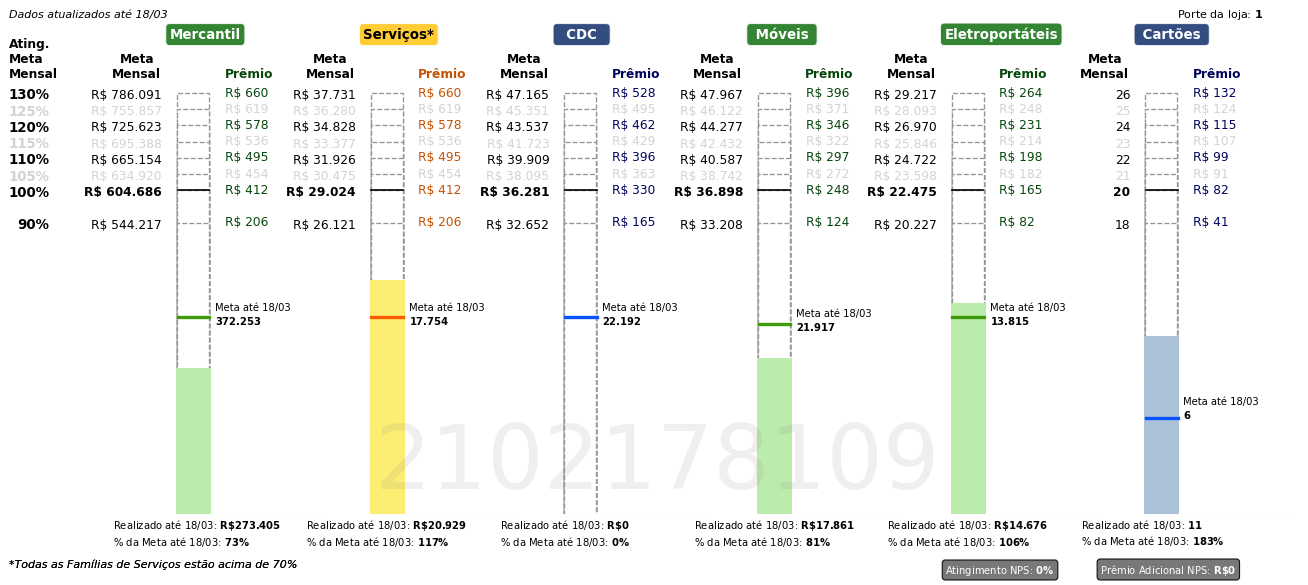 Dados atualizados até 18/03 Porte da loja: 1
Mercantil Serviços* CDC Móveis Eletroportáteis Cartões
Ating. Meta Mensal Meta Mensal Prêmio Meta Mensal Prêmio Meta Mensal Prêmio Meta Mensal Prêmio Meta Mensal Prêmio Meta Mensal Prêmio
130% R$ 786.091 R$ 660 R$ 37.731 R$ 660 R$ 47.165 R$ 528 R$ 47.967 R$ 396 R$ 29.217 R$ 264 26 R$ 132
125% R$ 755.857 R$ 619 R$ 36.280 R$ 619 R$ 45.351 R$ 495 R$ 46.122 R$ 371 R$ 28.093 R$ 248 25 R$ 124
120% R$ 725.623 R$ 578 R$ 34.828 R$ 578 R$ 43.537 R$ 462 R$ 44.277 R$ 346 R$ 26.970 R$ 231 24 R$ 115
115% R$ 695.388 R$ 536 R$ 33.377 R$ 536 R$ 41.723 R$ 429 R$ 42.432 R$ 322 R$ 25.846 R$ 214 23 R$ 107
110% R$ 665.154 R$ 495 R$ 31.926 R$ 495 R$ 39.909 R$ 396 R$ 40.587 R$ 297 R$ 24.722 R$ 198 22 R$ 99
105% R$ 634.920 R$ 454 R$ 30.475 R$ 454 R$ 38.095 R$ 363 R$ 38.742 R$ 272 R$ 23.598 R$ 182 21 R$ 91
100% R$ 604.686 R$ 412 R$ 29.024 R$ 412 R$ 36.281 R$ 330 R$ 36.898 R$ 248 R$ 22.475 R$ 165 20 R$ 82
90% R$ 544.217 R$ 206 R$ 26.121 R$ 206 R$ 32.652 R$ 165 R$ 33.208 R$ 124 R$ 20.227 R$ 82 18 R$ 41
Meta até 18/03 Meta até 18/03 Meta até 18/03 Meta até 18/03 Meta até 18/03
372.253 17.754 22.192 21.917 13.815
Meta até 18/03
6
2102178109
Realizado até 18/03: R$273.405 Realizado até 18/03: R$20.929 Realizado até 18/03: R$0 Realizado até 18/03: R$17.861 Realizado até 18/03: R$14.676 Realizado até 18/03: 11
% da Meta até 18/03: 73% % da Meta até 18/03: 117% % da Meta até 18/03: 0% % da Meta até 18/03: 81% % da Meta até 18/03: 106% % da Meta até 18/03: 183%
*Todas as Famílias de Serviços estão acima de 70% Atingimento NPS: 0% Prêmio Adicional NPS: R$0